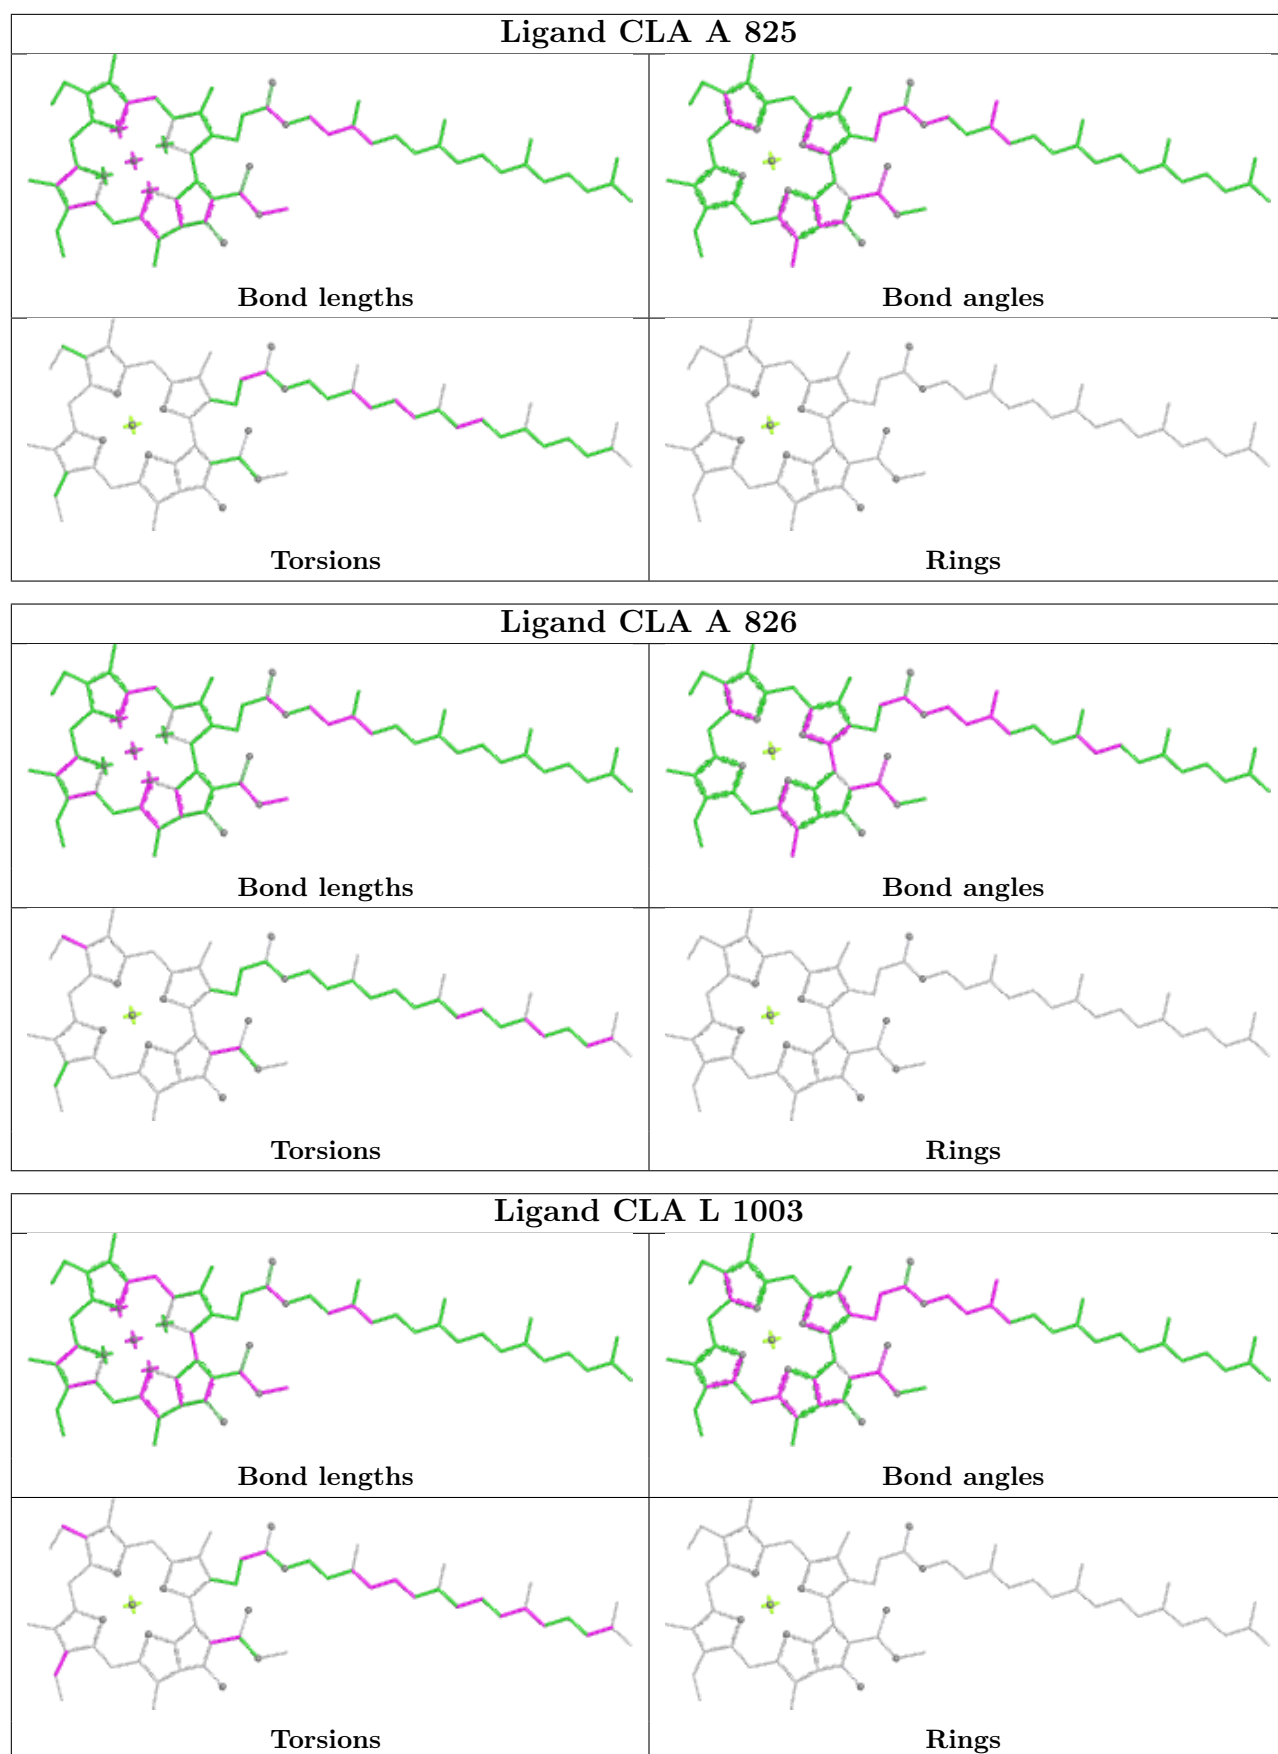 Ligand CLA A 825
Bond lengths
Bond angles
Torsions
Rings
Ligand CLA A 826
Bond lengths
Bond angles
Torsions
Rings
Ligand CLA L 1003
Bond lengths
Bond angles
Torsions
Rings